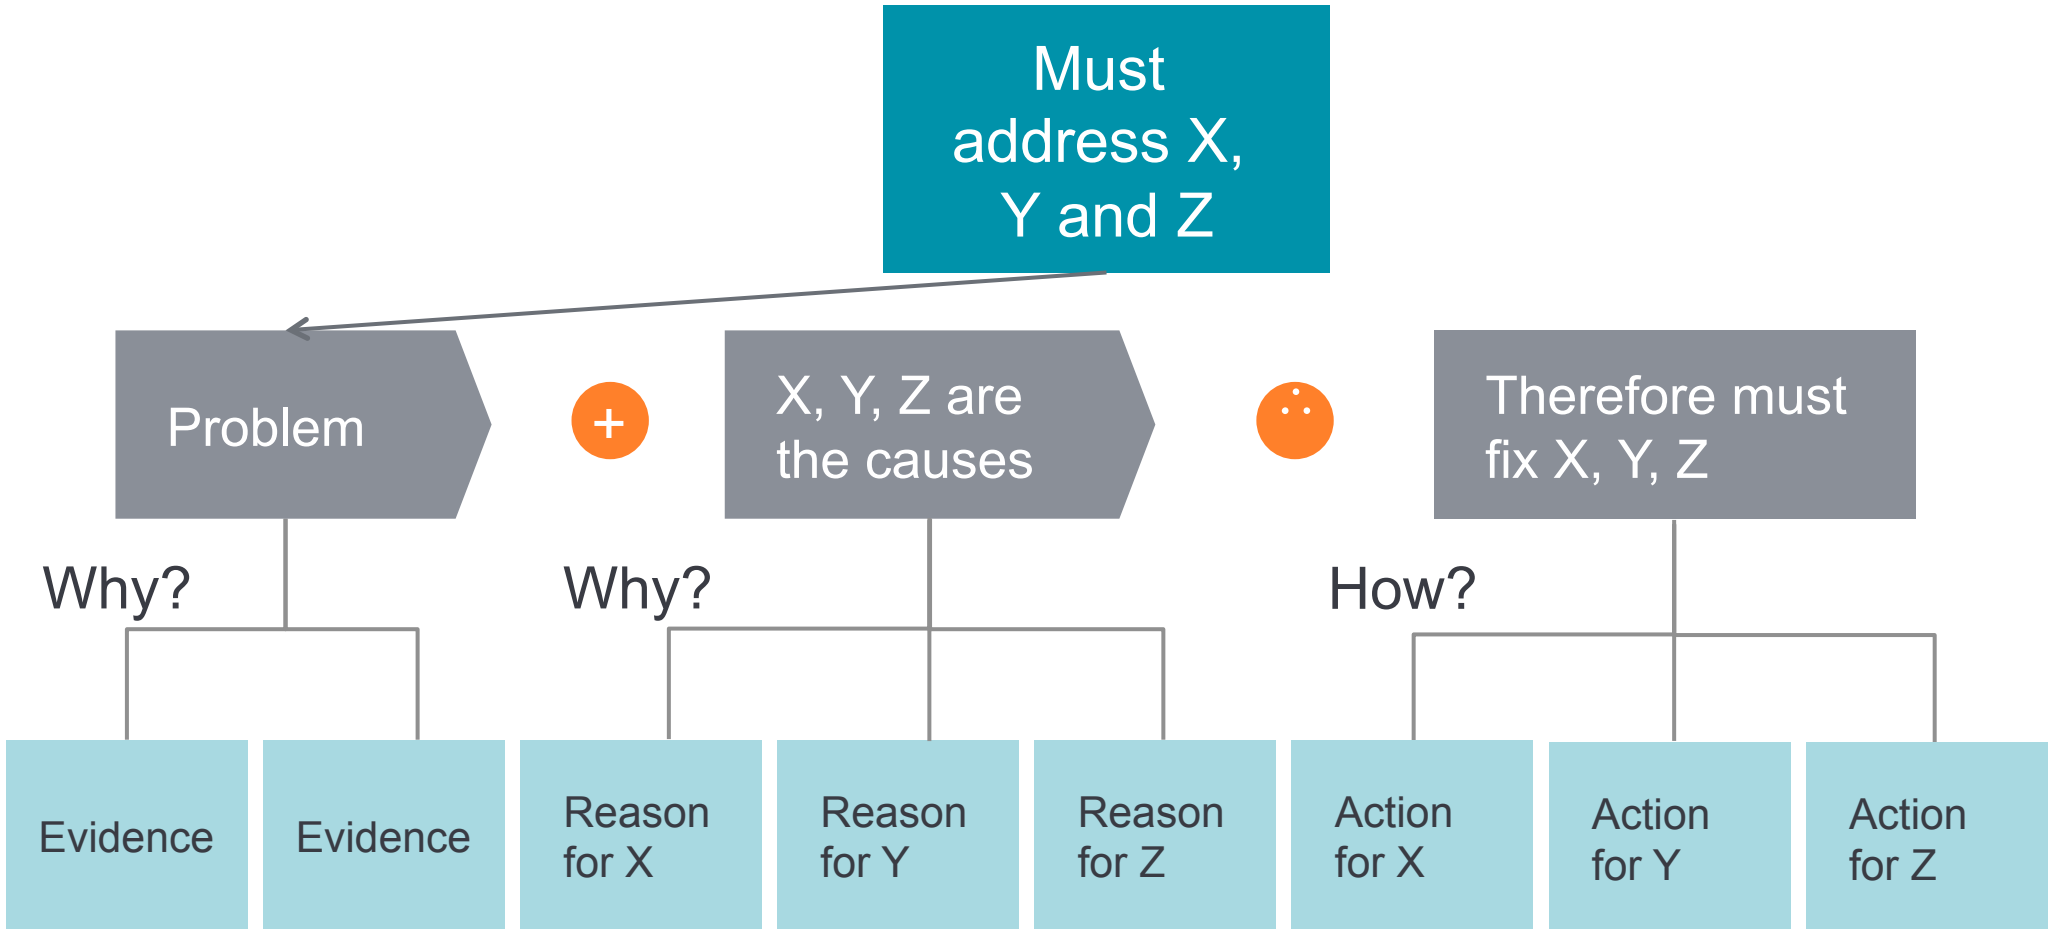 Must
address X,
Y and Z
Problem
+
X, Y, Z are
the causes
∴
Therefore must
fix X, Y, Z
Why?
Why?
How?
Evidence
Evidence
Reason
for X
Reason
for Y
Reason
for Z
Action
for X
Action
for Y
Action
for Z